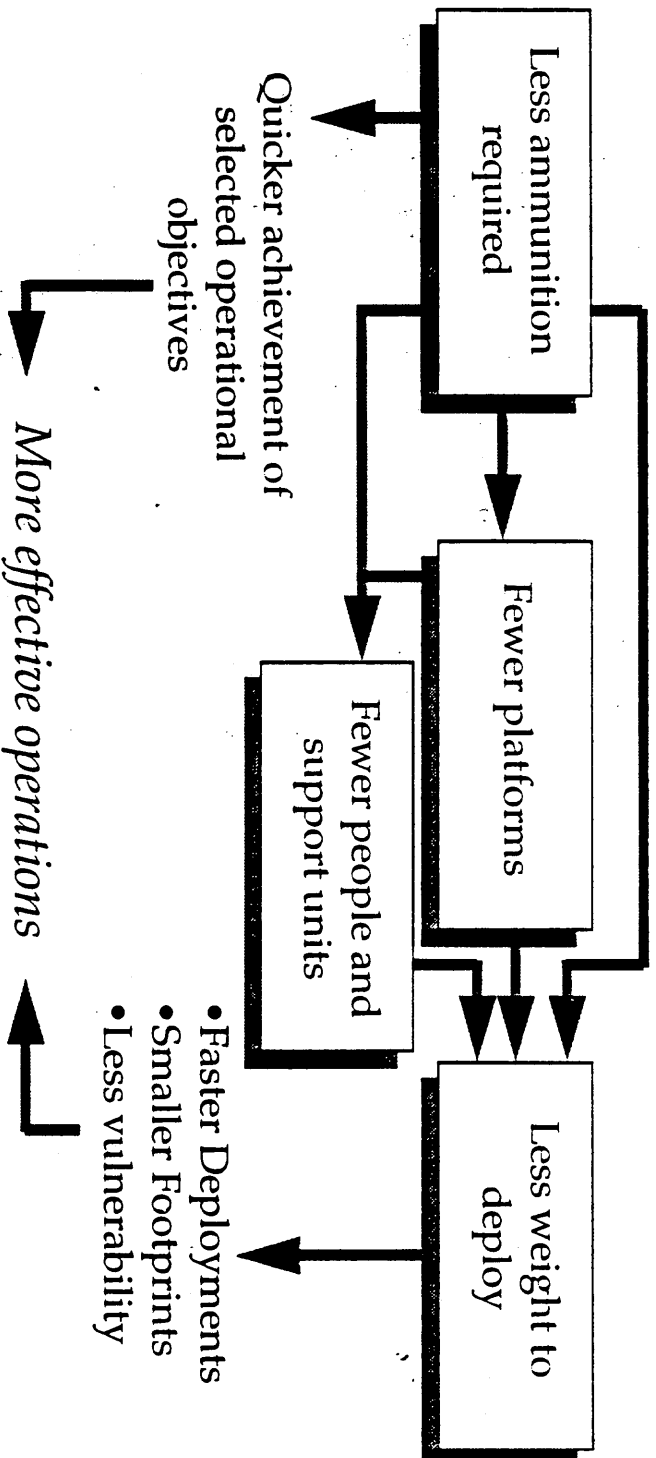 Less ammunition
required
Fewer platforms
Less weight to
deploy
Fewer people and
support units
Quicker achievement of
selected operational
objectives
•Faster Deployments
•Smaller Footprints
•Less vulnerability
More effective operations